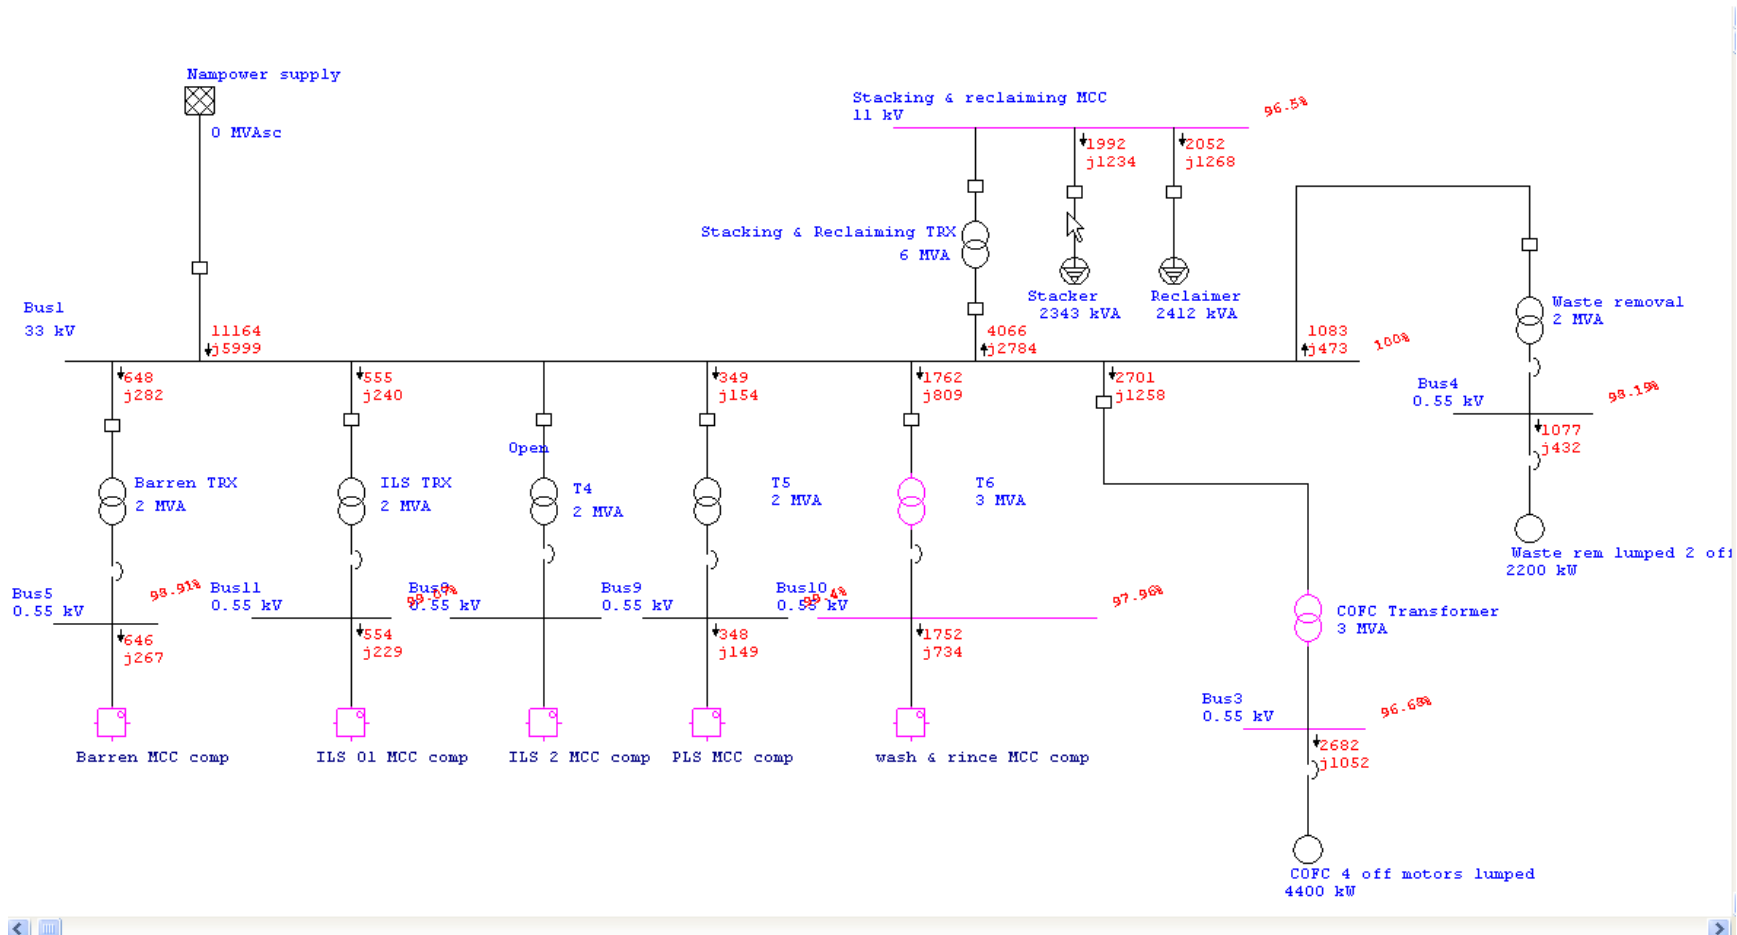 Nampower supply
0 MVAsc
Stacking & reclaiming MCC
11 kV
96.5%
1992
j1234
2052
j1268
Stacking & Reclaiming TRX
6 MVA
Stacker
2343 kVA
Reclaimer
2412 kVA
Waste removal
2 MVA
Bus1
33 kV
11164
j5999
4066
j2784
1083
j473
100%
648
j282
555
j240
349
j154
1762
j809
2701
j1258
Bus4
0.55 kV
98.19%
1077
j432
Open
Barren TRX
2 MVA
ILS TRX
2 MVA
T4
2 MVA
T5
2 MVA
T6
3 MVA
Waste rem lumped 2 off
2200 kW
Bus5
0.55 kV
98.91%
Bus11
0.55 kV
0.55 kV
Bus9
0.55 kV
Bus10
0.55 kV
99.4%
97.96%
COFC Transformer
3 MVA
646
j267
554
j229
348
j149
1752
j734
Bus3
0.55 kV
96.68%
2682
j1052
Barren MCC comp
ILS 01 MCC comp
ILS 2 MCC comp
PLS MCC comp
wash & rince MCC comp
COFC 4 off motors lumped
4400 kW